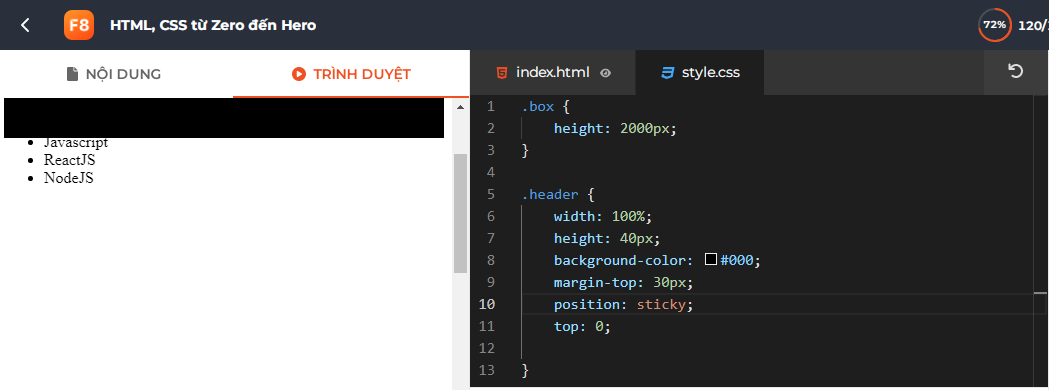 F8 HTML, CSS từ Zero đến Hero 72% 120/
NỘI DUNG TRÌNH DUYỆT index.html style.css
Javascript
ReactJS
NodeJS
1 .box {
2 height: 2000px;
3 }
4
5 .header {
6 width: 100%;
7 height: 40px;
8 background-color: #000;
9 margin-top: 30px;
10 position: sticky;
11 top: 0;
12
13 }